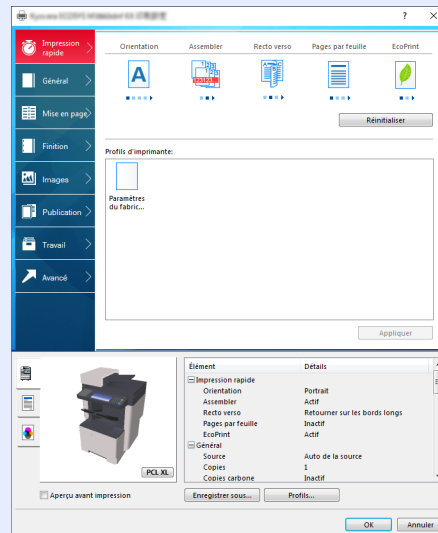 ? X
Impression
rapide
Général
Mise en page
Finition
Images
Publication
Travail
Avancé
Orientation Assembler Recto verso Pages par feuille EcoPrint
A
123
123
123123
Réinitialiser
Profils d'imprimante:
Paramètres
du fabric...
Appliquer
Élément Détails
Impression rapide
Orientation Portrait
Assembler Actif
Recto verso Retourner sur les bords longs
Pages par feuille Inactif
EcoPrint Actif
Général
Source Auto de la source
Copies 1
Copies carbone Inactif
PCL XL
Aperçu avant impression Enregistrer sous... Profils...
OK Annuler